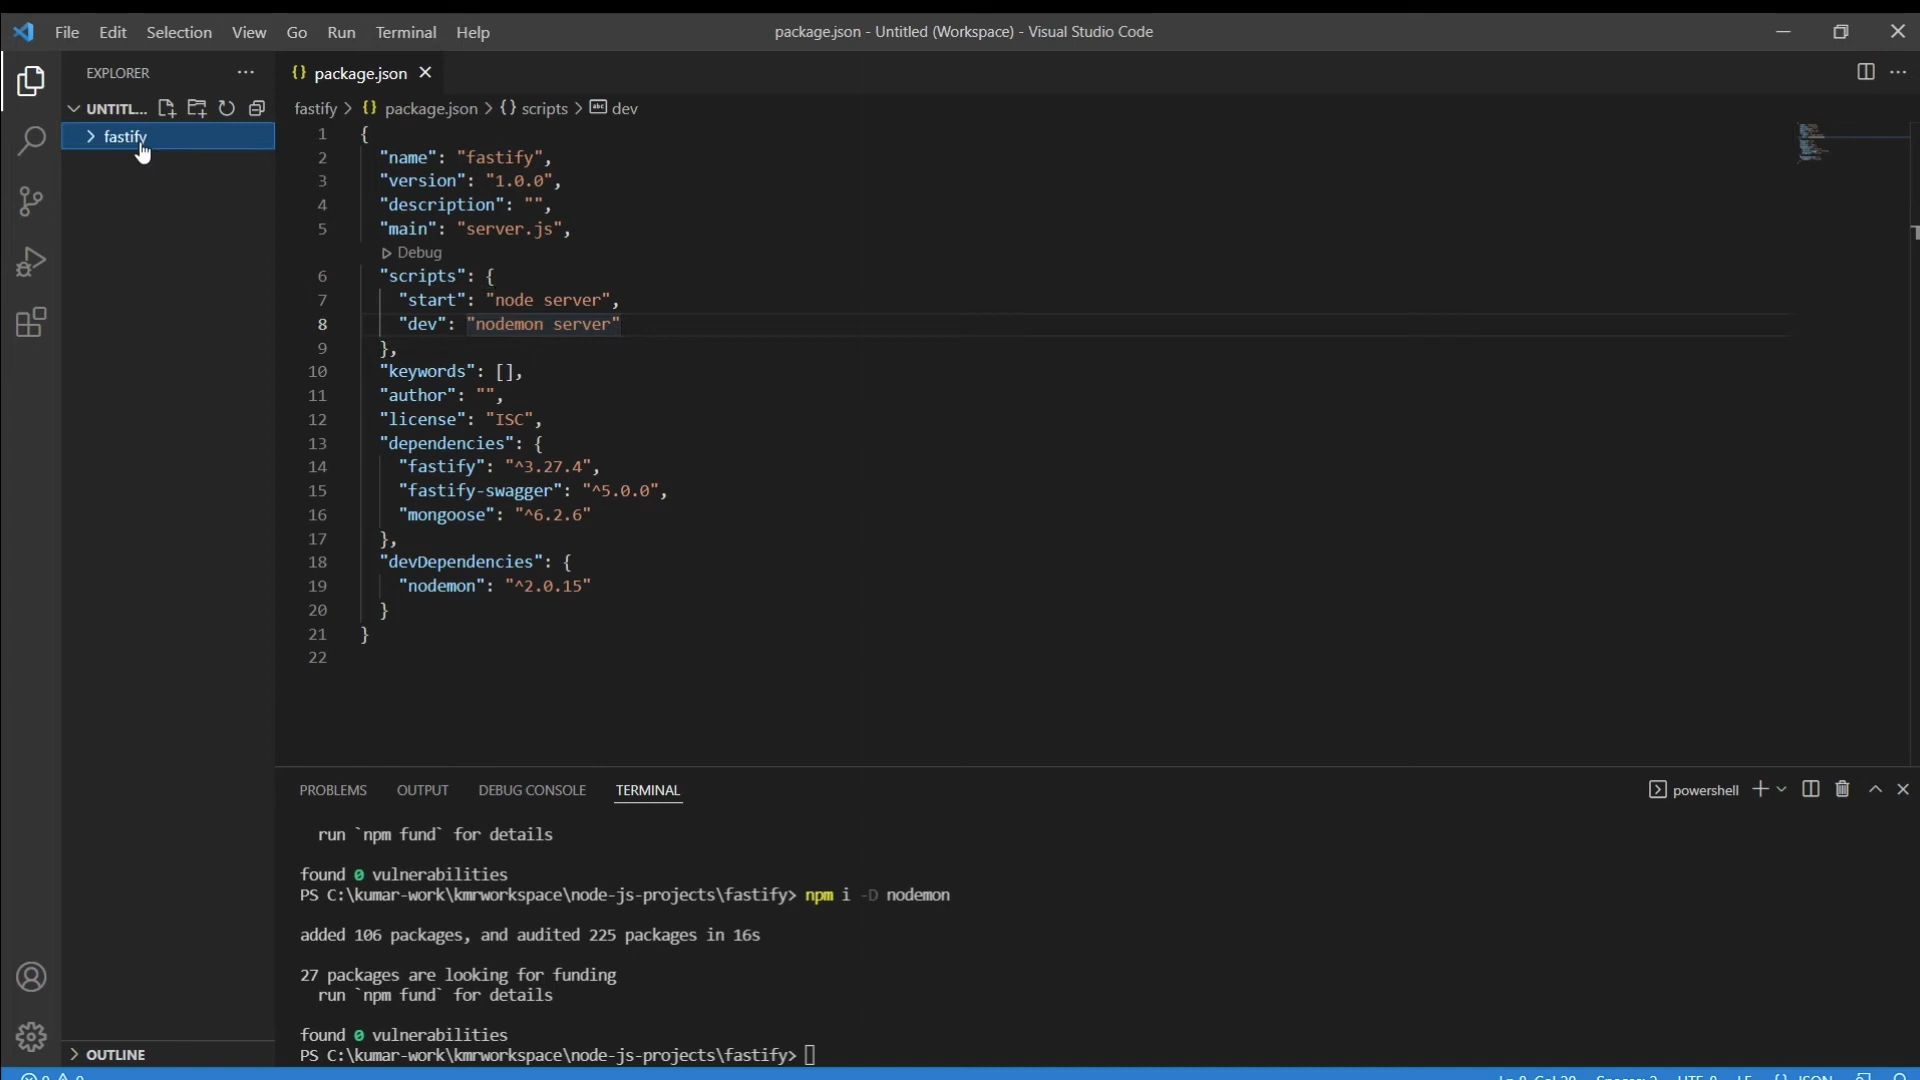 File Edit Selection View Go Run Terminal Help
package.json - Untitled (Workspace) - Visual Studio Code
EXPLORER
UNTITL...
fastify
package.json
fastify > {} package.json > {} scripts > dev
1 {
2 "name": "fastify",
3 "version": "1.0.0",
4 "description": "",
5 "main": "server.js",
Debug
6 "scripts": {
7 "start": "node server",
8 "dev": "nodemon server"
9 },
10 "keywords": [],
11 "author": "",
12 "license": "ISC",
13 "dependencies": {
14 "fastify": "^3.27.4",
15 "fastify-swagger": "^5.0.0",
16 "mongoose": "^6.2.6"
17 },
18 "devDependencies": {
19 "nodemon": "^2.0.15"
20 }
21 }
22
PROBLEMS OUTPUT DEBUG CONSOLE TERMINAL
powershell
run `npm fund` for details
found 0 vulnerabilities
PS C:\kumar-work\kmrworkspace\node-js-projects\fastify> npm i -D nodemon
added 106 packages, and audited 225 packages in 16s
27 packages are looking for funding
run `npm fund` for details
found 0 vulnerabilities
PS C:\kumar-work\kmrworkspace\node-js-projects\fastify>
OUTLINE